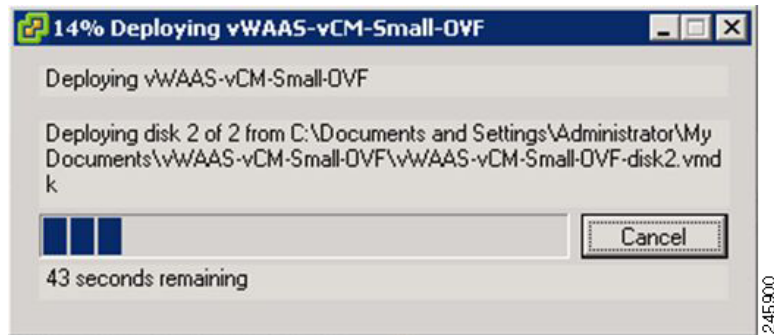 14% Deploying vWAAS-vCM-Small-OVF
Deploying vWAAS-vCM-Small-OVF
Deploying disk 2 of 2 from C:\Documents and Settings\Administrator\My
Documents\vWAAS-vCM-Small-OVF\vWAAS-vCM-Small-OVF-disk2.vmd
k
Cancel
43 seconds remaining
245900